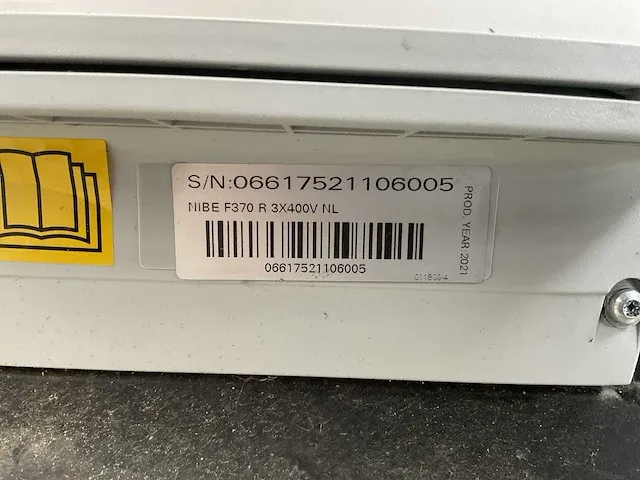 S/N:06617521106005
NIBE F370 R 3X400V NL
06617521106005
011800-4
PROD. YEAR 2021